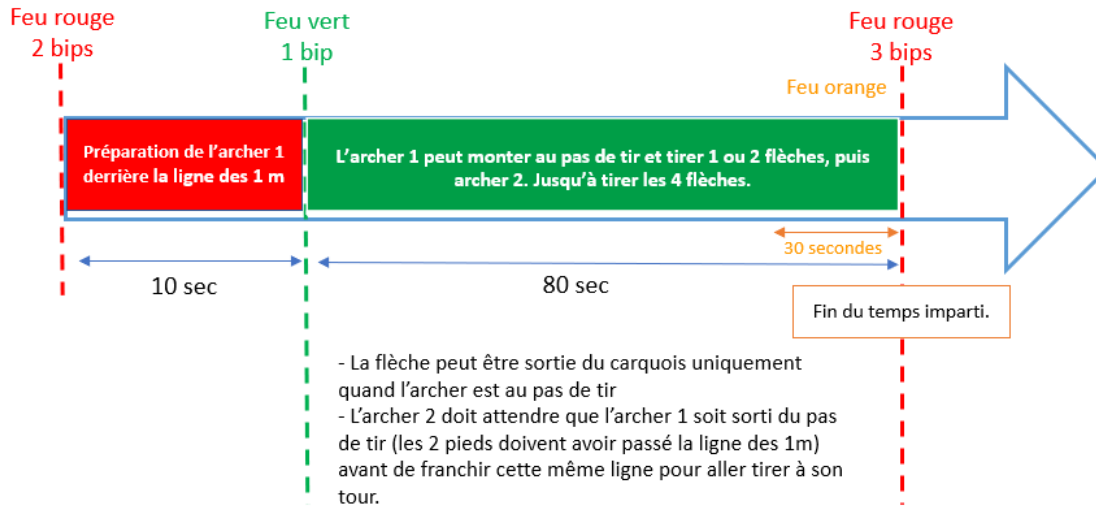 Feu rouge
2 bips
Feu vert
1 bip
Feu rouge
3 bips
Feu orange
Préparation de l'archer 1
derrière la ligne des 1 m
L'archer 1 peut monter au pas de tir et tirer 1 ou 2 flèches, puis
archer 2. Jusqu'à tirer les 4 flèches.
30 secondes
10 sec
80 sec
Fin du temps imparti.
- La flèche peut être sortie du carquois uniquement
quand l'archer est au pas de tir
- L'archer 2 doit attendre que l'archer 1 soit sorti du pas
de tir (les 2 pieds doivent avoir passé la ligne des 1m)
avant de franchir cette même ligne pour aller tirer à son
tour.